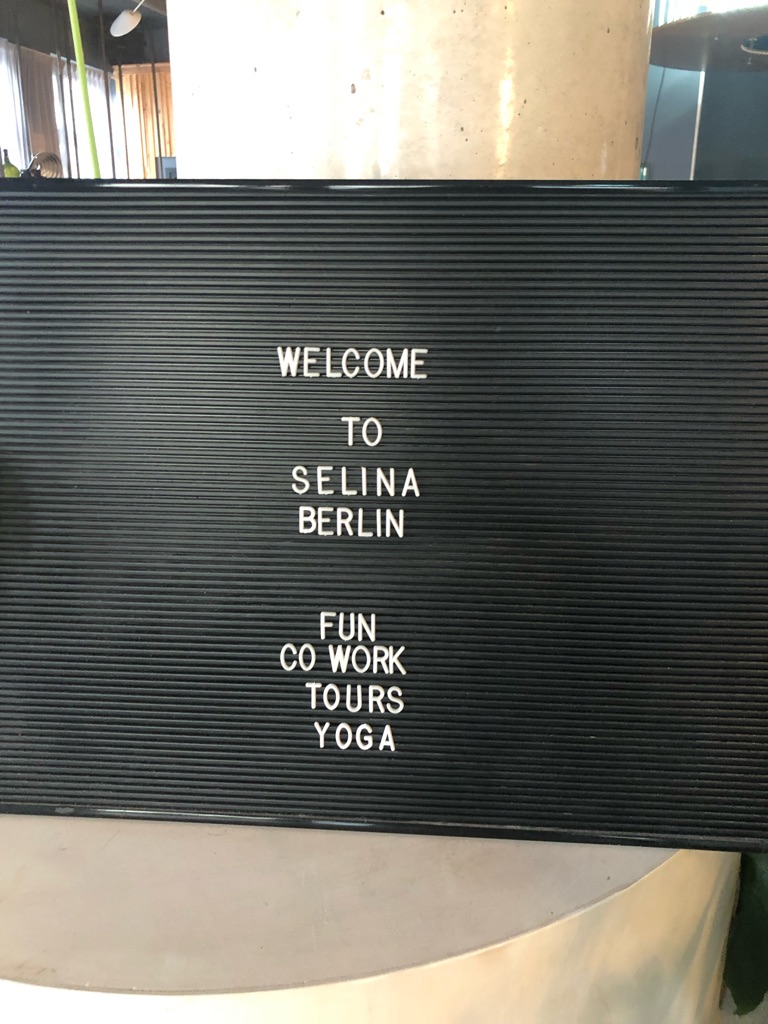 WELCOME
TO
SELINA
BERLIN
FUN
CO WORK
TOURS
YOGA